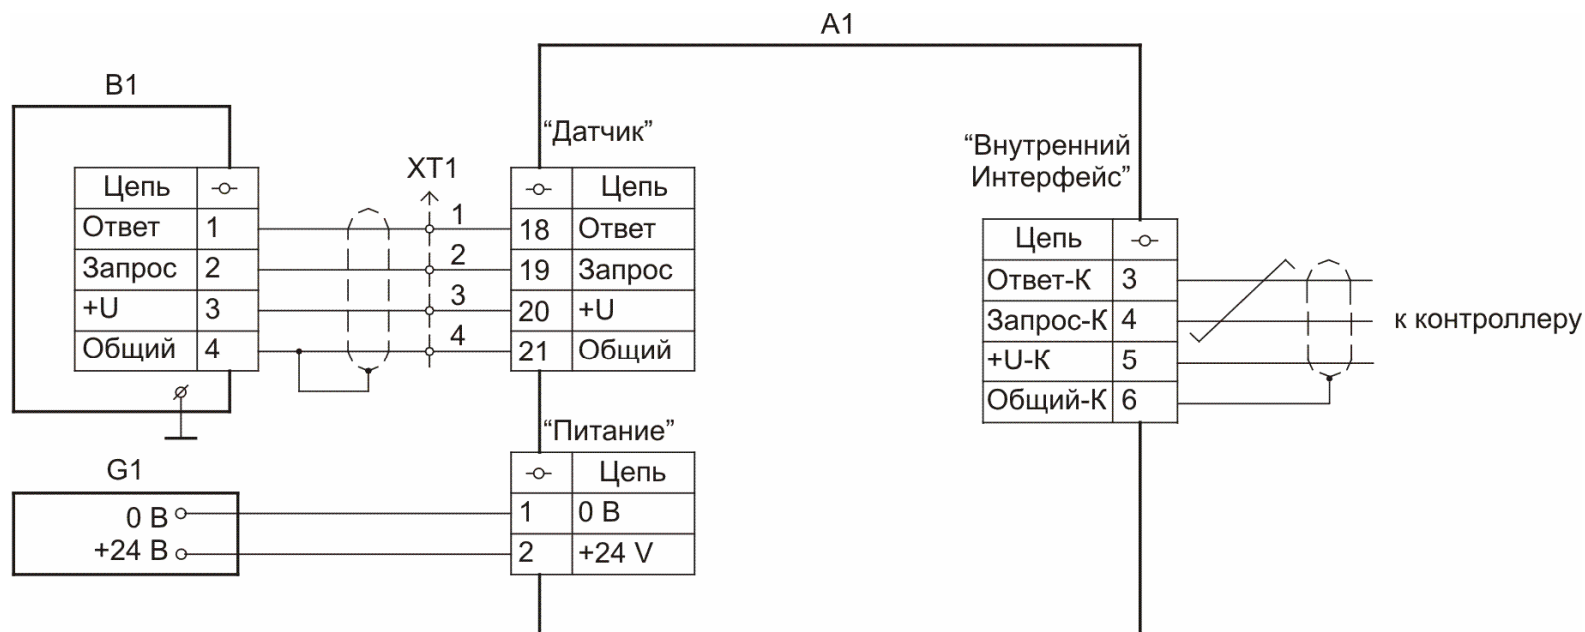 A1
B1
“Датчик”
“Внутренний
Интерфейс”
XT1
Цепь
Ответ 1
Запрос 2
+U 3
Общий 4
1
2
3
4
Цепь
18 Ответ
19 Запрос
20 +U
21 Общий
Цепь
Ответ-К 3
Запрос-К 4
+U-К 5
Общий-К 6
к контроллеру
“Питание”
G1
0 В
+24 В
Цепь
1 0 В
2 +24 V